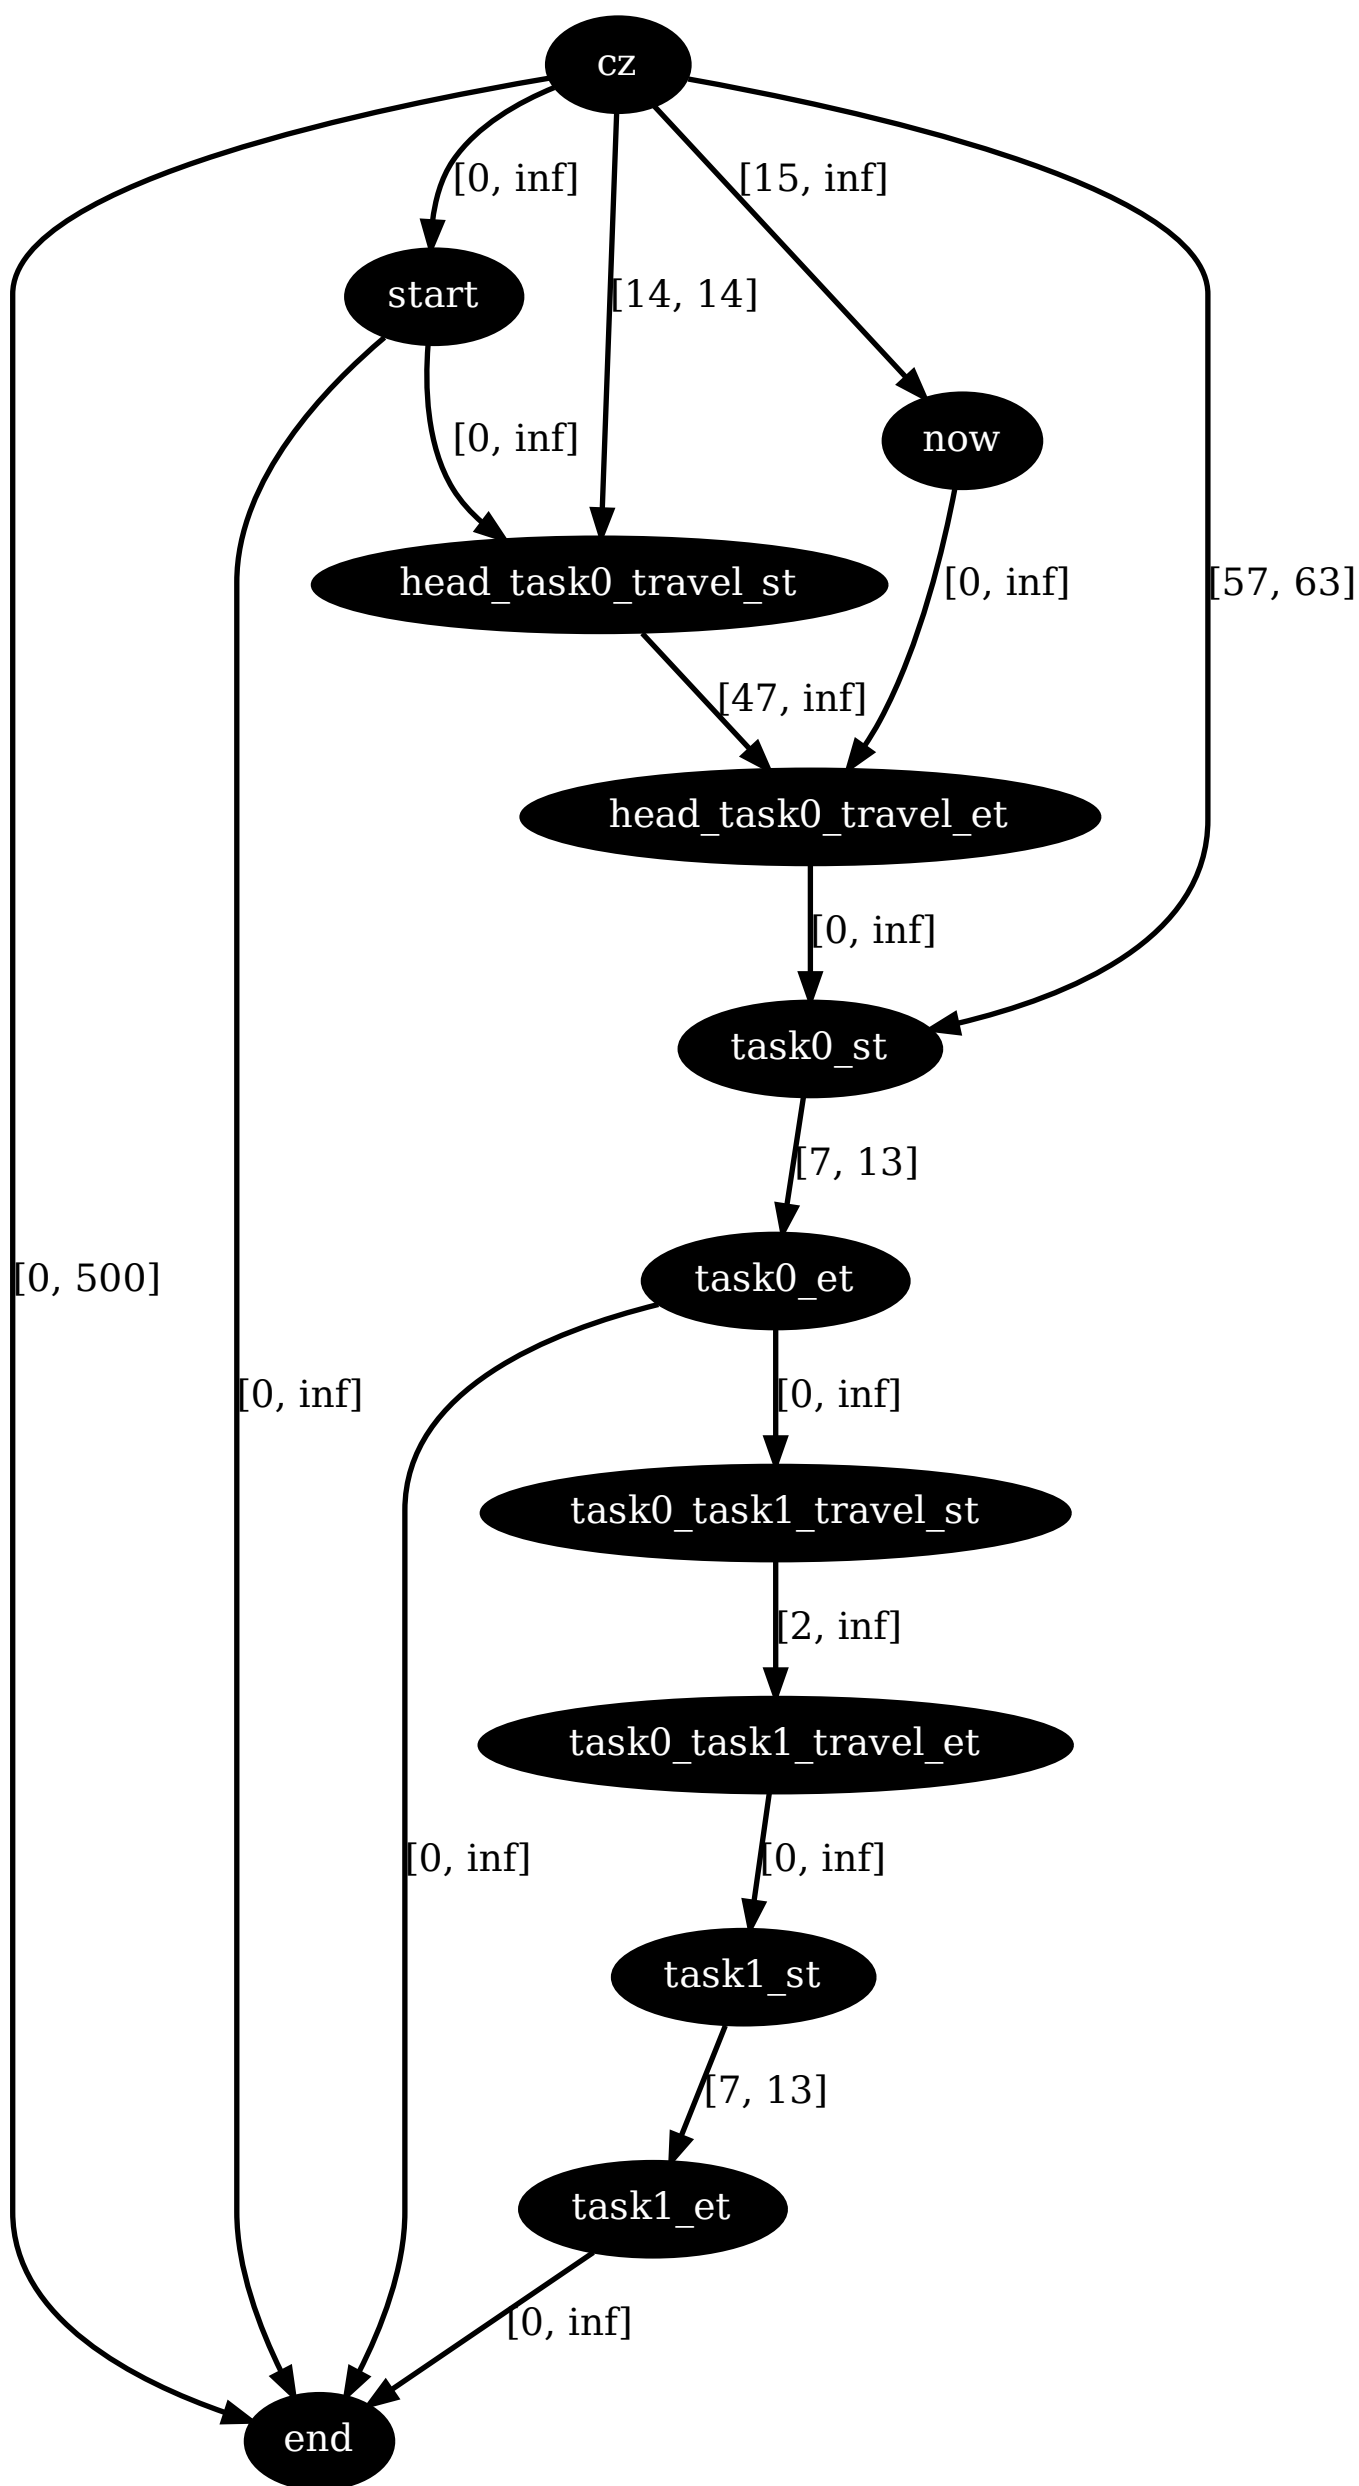 cz
[0, inf]
[15, inf]
start
[14, 14]
now
[0, inf]
head_task0_travel_st
[0, inf]
[57, 63]
[47, inf]
head_task0_travel_et
[0, inf]
task0_st
[7, 13]
task0_et
[0, 500]
[0, inf]
[0, inf]
task0_task1_travel_st
[2, inf]
task0_task1_travel_et
[0, inf]
[0, inf]
task1_st
[7, 13]
task1_et
[0, inf]
end